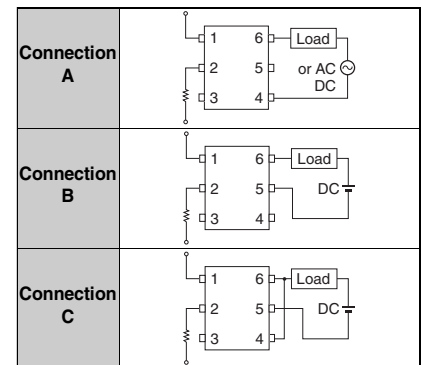 Connection
A
1 6 Load
2 5 or AC
DC
3 4
Connection
B
1 6 Load
2 5 DC
3 4
Connection
C
1 6 Load
2 5 DC
3 4